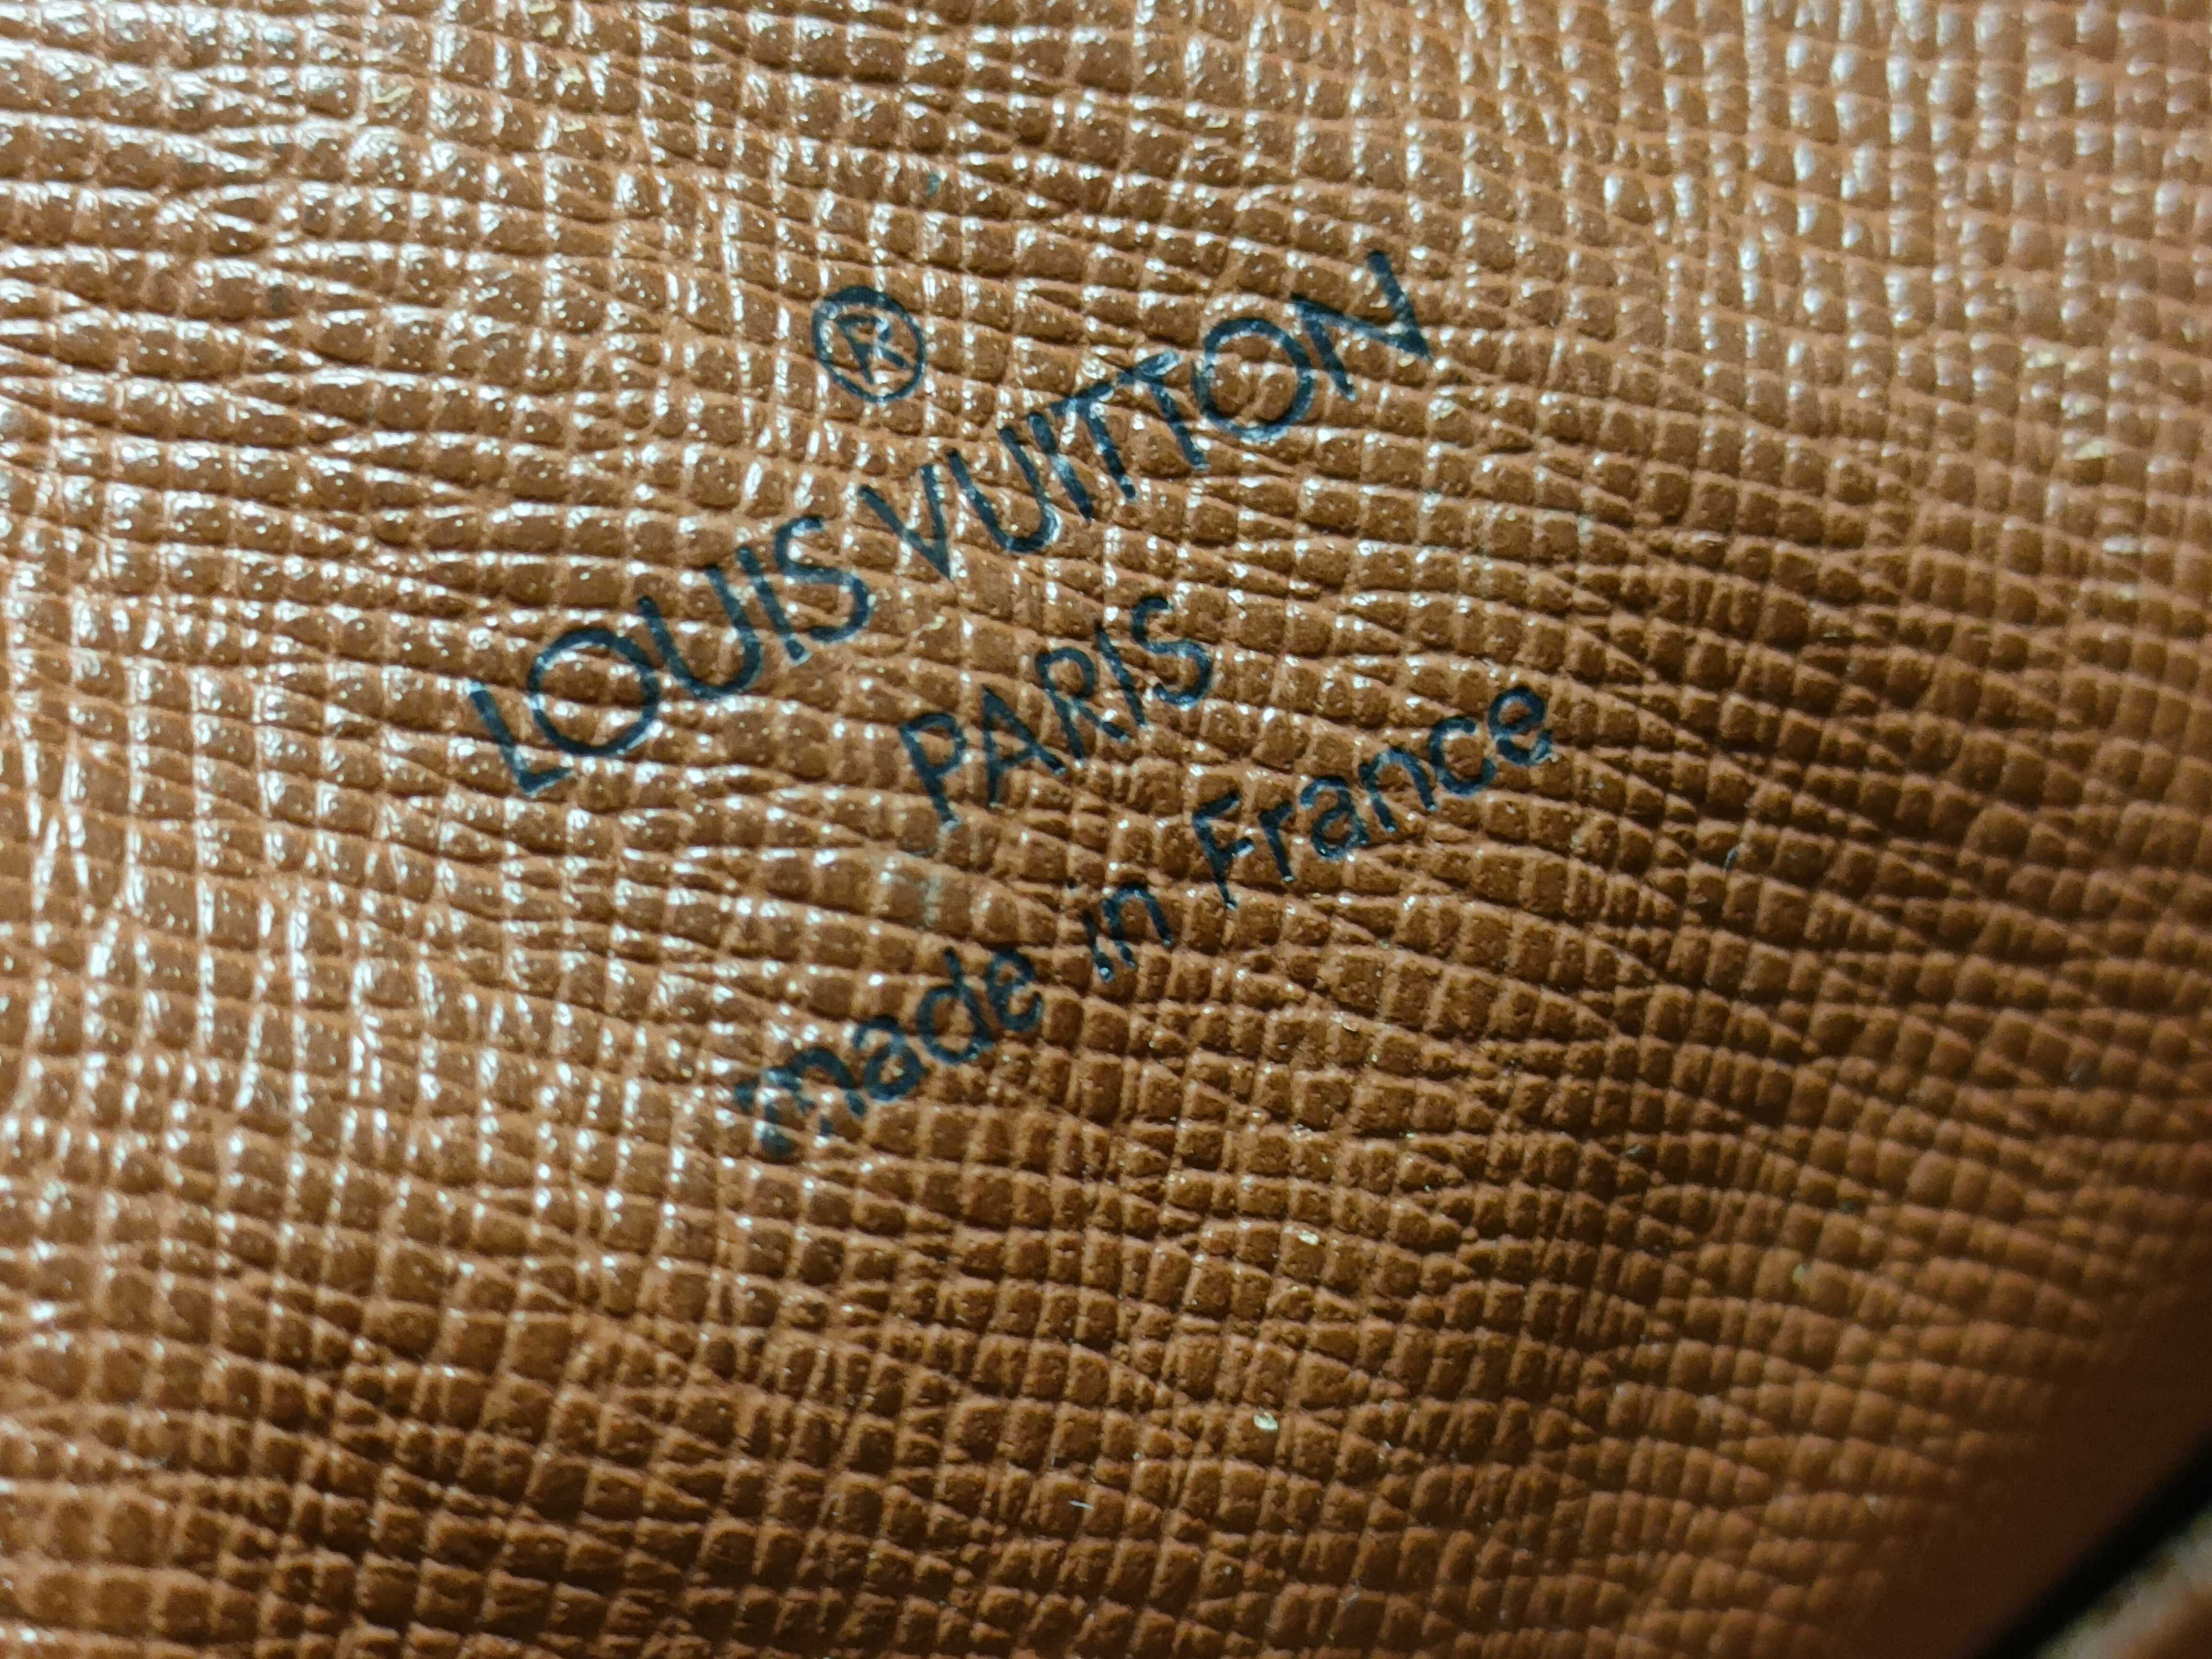 ®
LOUIS VUITTON
PARIS
made in France